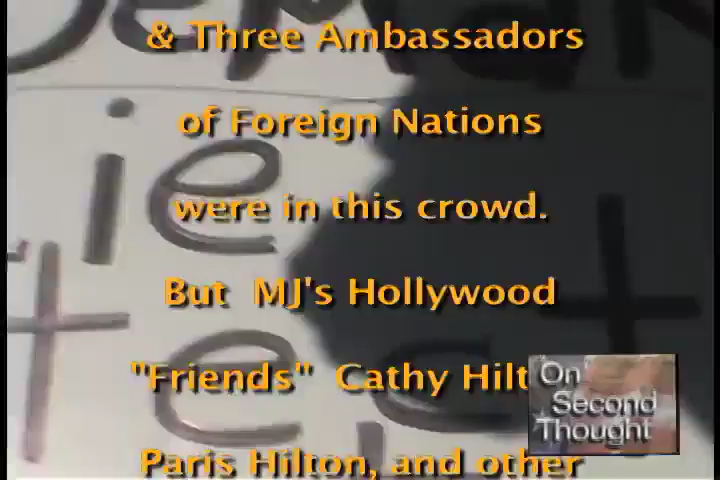 & Three Ambassadors
of Foreign Nations
were in this crowd.
But MJ's Hollywood
"Friends" Cathy Hilt
Paris Hilton, and other
On
Second
Thought
ie